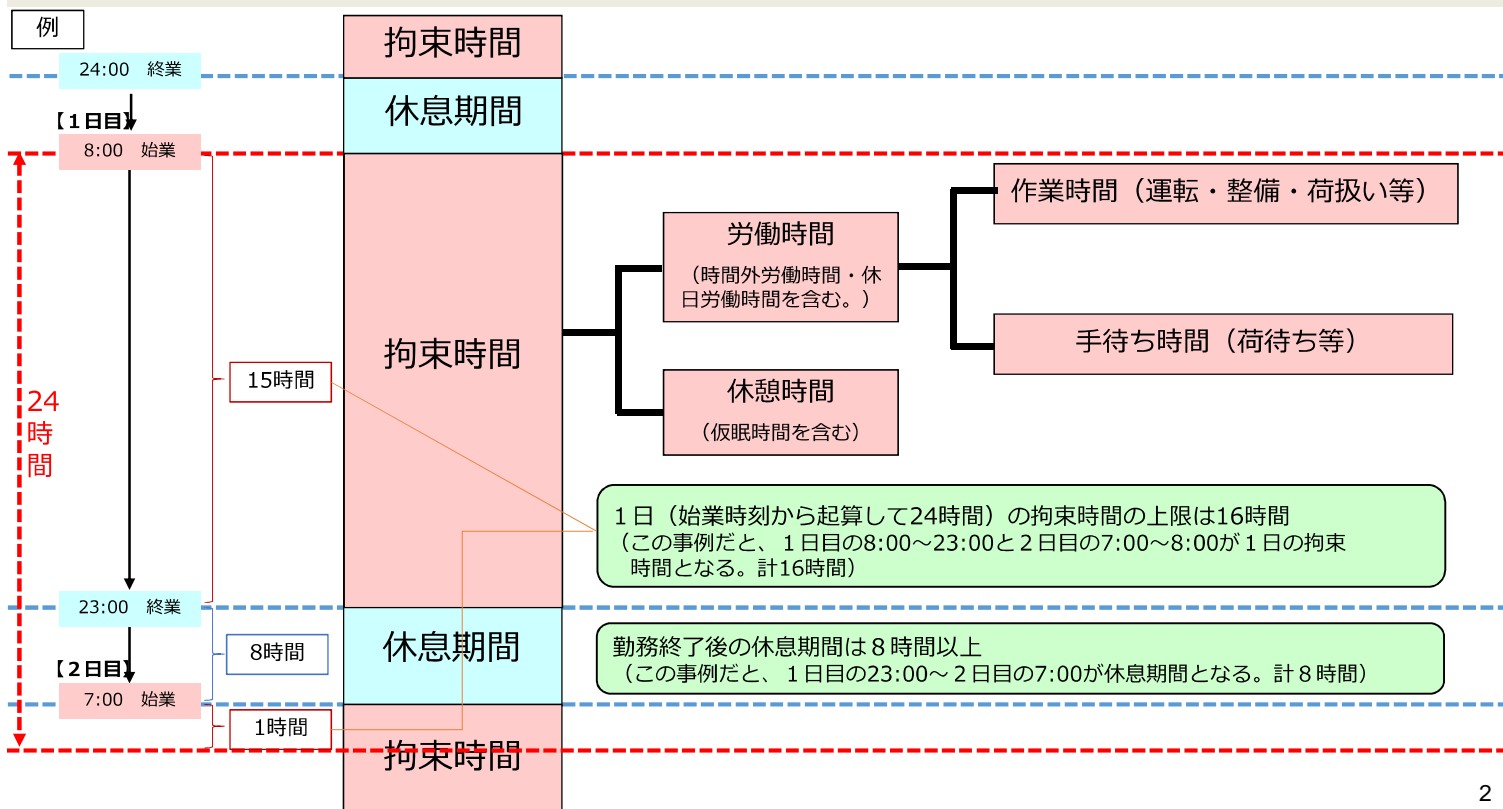 例
24:00 終業
【１日目】
8:00 始業
24
時
間
15時間
23:00 終業
8時間
【２日目】
7:00 始業
1時間
拘束時間
休息期間
拘束時間
休息期間
拘束時間
労働時間
（時間外労働時間・休
日労働時間を含む。）
休憩時間
（仮眠時間を含む）
作業時間（運転・整備・荷扱い等）
手待ち時間（荷待ち等）
１日（始業時刻から起算して24時間）の拘束時間の上限は16時間
（この事例だと、１日目の8:00～23:00と２日目の7:00～8:00が１日の拘束
時間となる。計16時間）
勤務終了後の休息期間は８時間以上
（この事例だと、１日目の23:00～２日目の7:00が休息期間となる。計８時間）
2